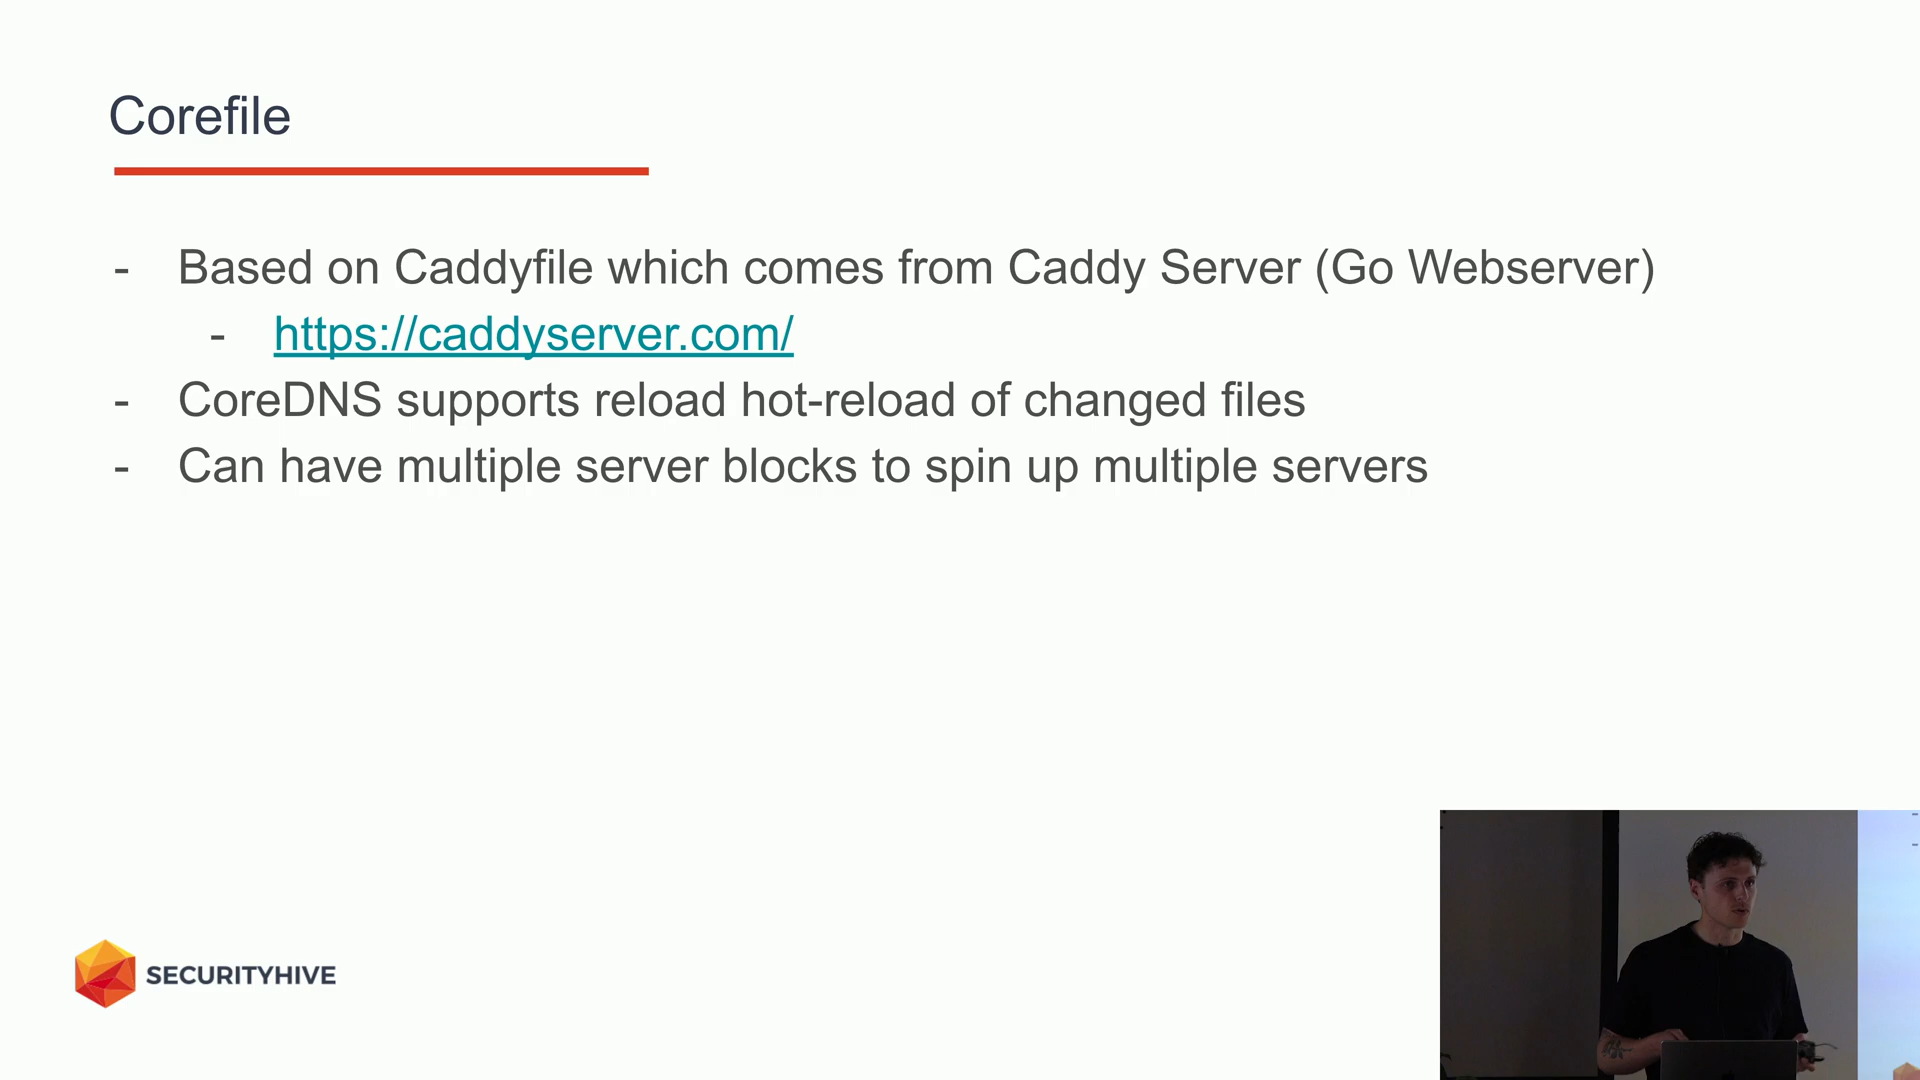 Corefile
- Based on Caddyfile which comes from Caddy Server (Go Webserver)
- https://caddyserver.com/
- CoreDNS supports reload hot-reload of changed files
- Can have multiple server blocks to spin up multiple servers
SECURITYHIVE